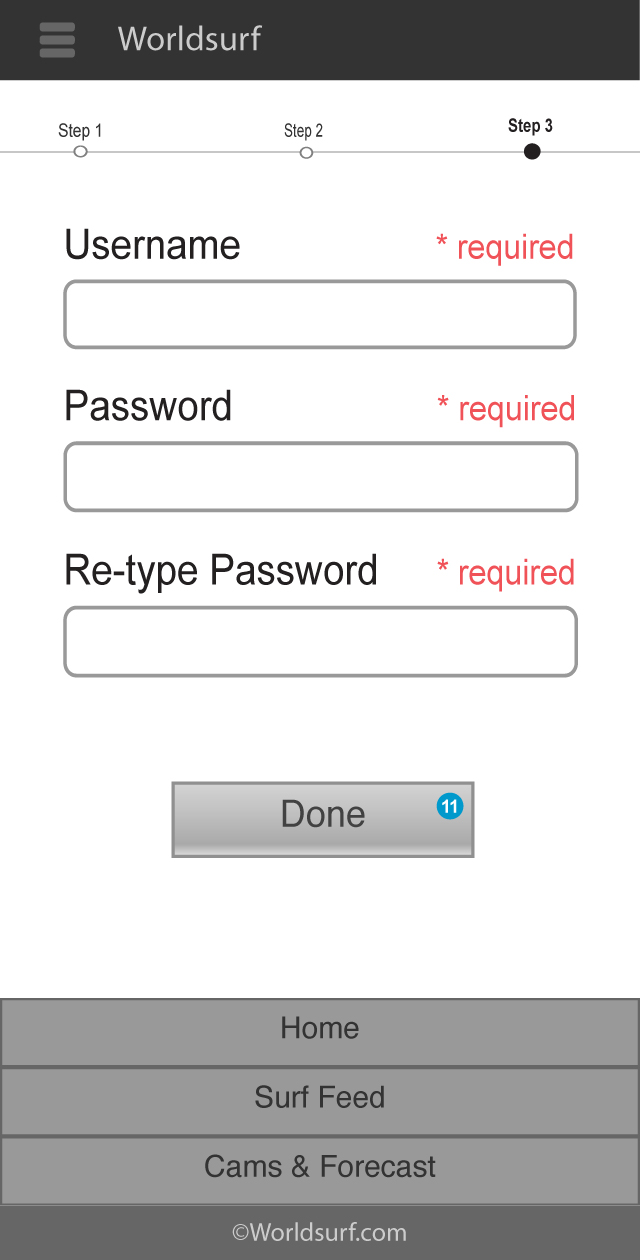 Worldsurf
Step 1 Step 2 Step 3
Username * required
Password * required
Re-type Password * required
Done 11
Home
Surf Feed
Cams & Forecast
©Worldsurf.com